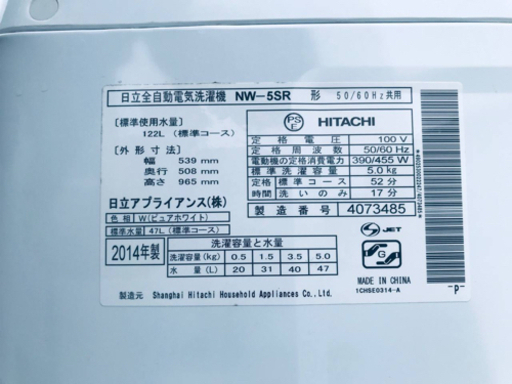 日立全自動電気洗濯機 NW-5SR 形 50/60Hz共用
[標準使用水量]
122L (標準コース)
[外形寸法]
幅 539 mm
奥行 508 mm
高さ 965 mm
日立アプライアンス(株)
色相 W(ピュアホワイト)
標準水量 47L (標準コース)
PS
E
HITACHI
定格電圧 100 V
定格周波数 50/60 Hz
電動機の定格消費電力 390/455 W
標準洗濯容量 5.0㎏
標準コース 52分
洗いのみ 17分
製造番号 4073485
2014年製
洗濯容量と水量
洗濯容量(kg) 0.5 1.5 3.5 5.0
水量(L) 20 31 40 47
S-JET
G
MADE IN CHINA
1CHSE0314-A
-P-
製造元 Shanghai Hitachi Household Appliances Co., Ltd.